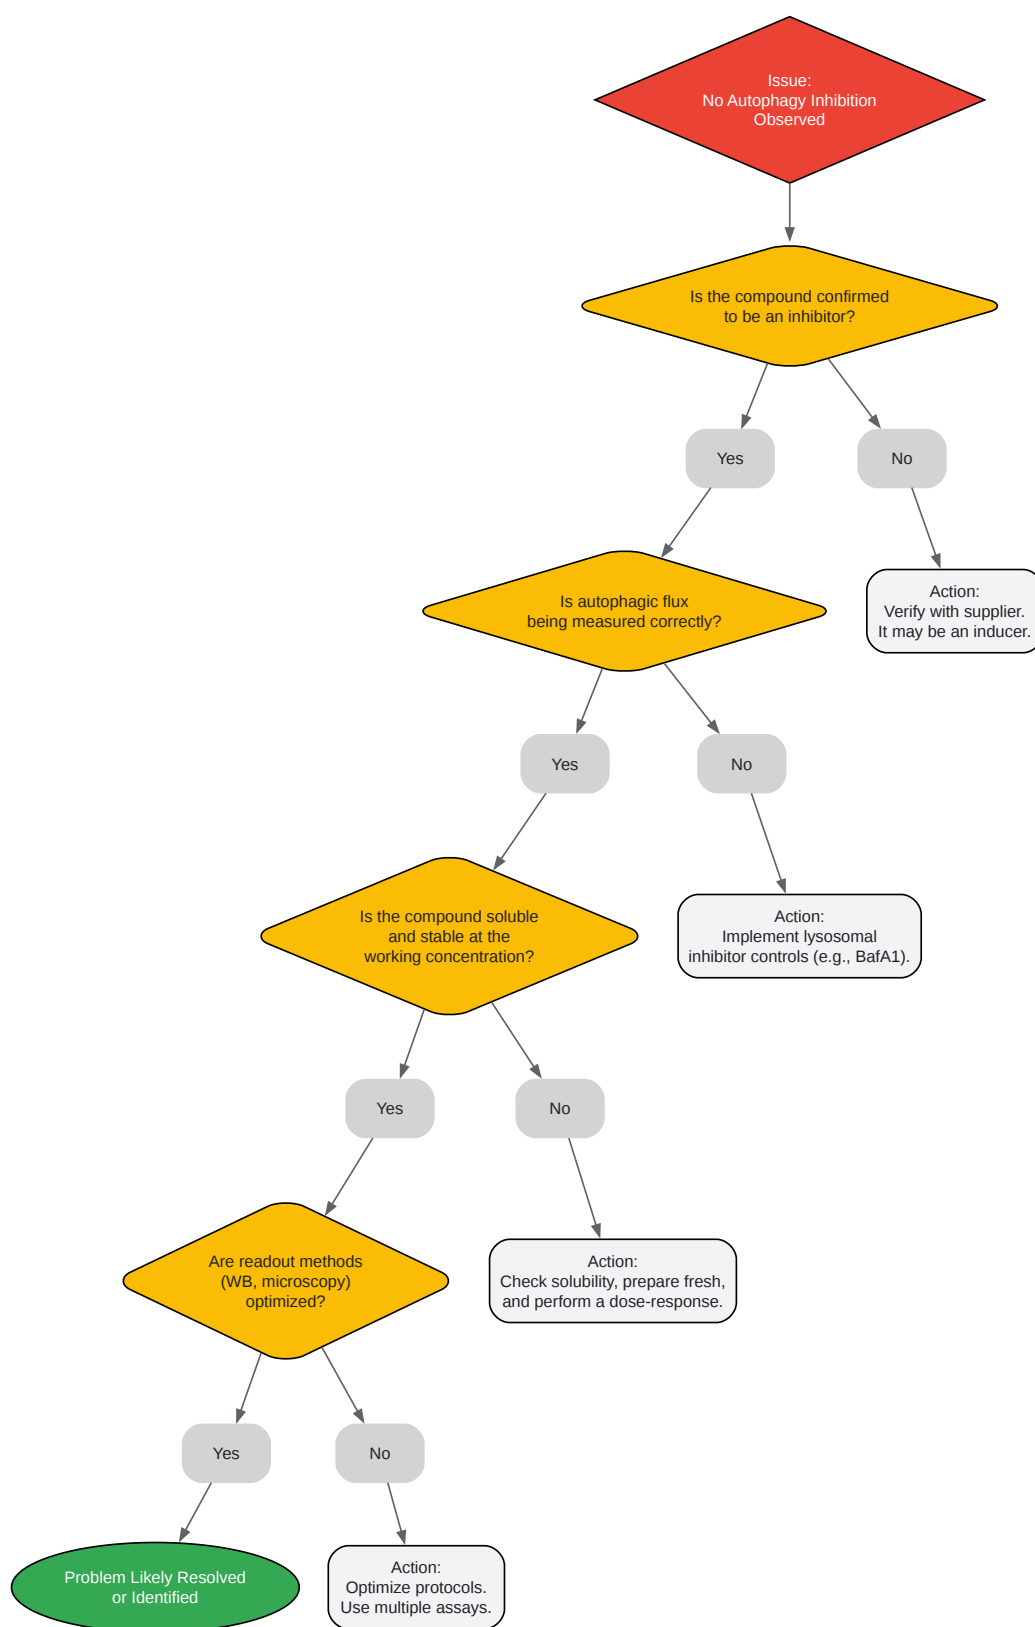 Issue:
No Autophagy Inhibition
Observed
Is the compound confirmed
to be an inhibitor?
Yes
No
Is autophagic flux
being measured correctly?
Action:
Verify with supplier.
It may be an inducer.
Yes
No
Is the compound soluble
and stable at the
working concentration?
Action:
Implement lysosomal
inhibitor controls (e.g., BafA1).
Yes
No
Are readout methods
(WB, microscopy)
optimized?
Action:
Check solubility, prepare fresh,
and perform a dose-response.
Yes
No
Problem Likely Resolved
or Identified
Action:
Optimize protocols.
Use multiple assays.